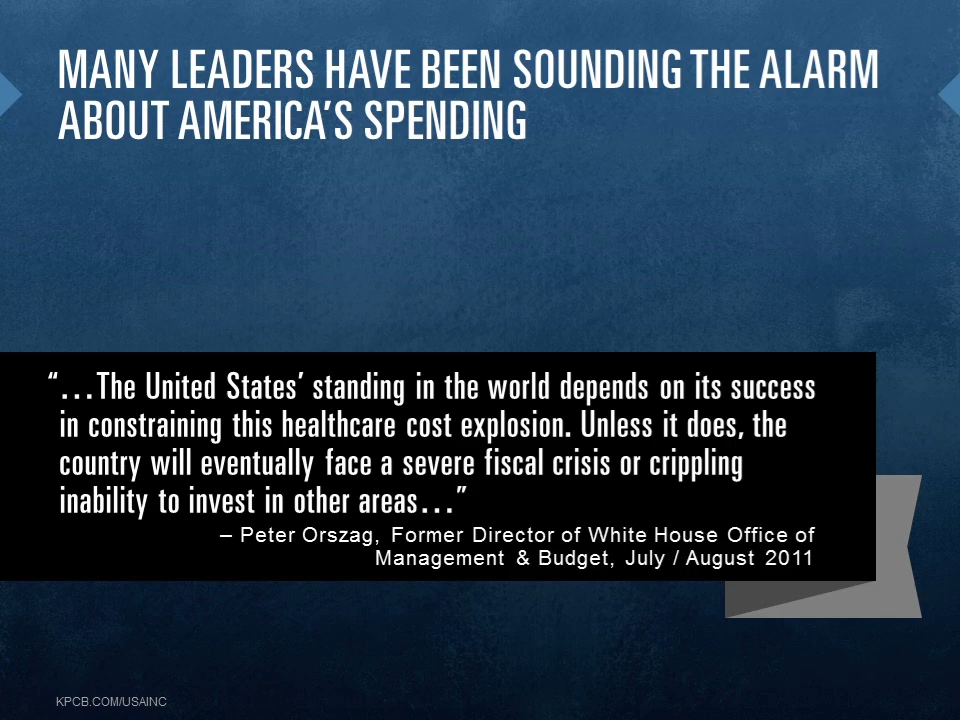 MANY LEADERS HAVE BEEN SOUNDING THE ALARM
ABOUT AMERICA’S SPENDING
“…The United States’ standing in the world depends on its success
in constraining this healthcare cost explosion. Unless it does, the
country will eventually face a severe fiscal crisis or crippling
inability to invest in other areas…”
– Peter Orszag, Former Director of White House Office of
Management & Budget, July / August 2011
KPCB.COM/USAINC